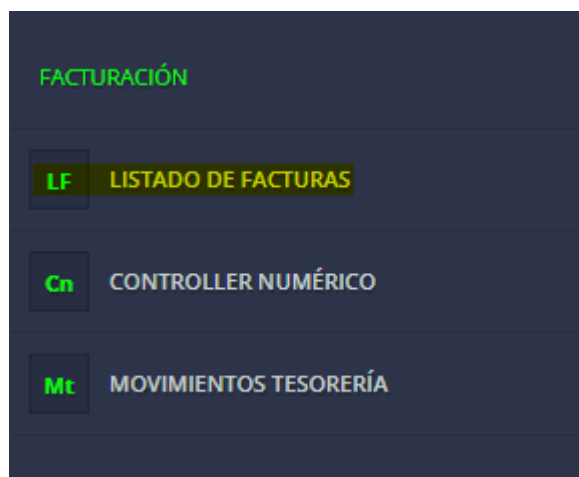 FACTURACIÓN
LF LISTADO DE FACTURAS
Cn CONTROLLER NUMÉRICO
Mt MOVIMIENTOS TESORERÍA